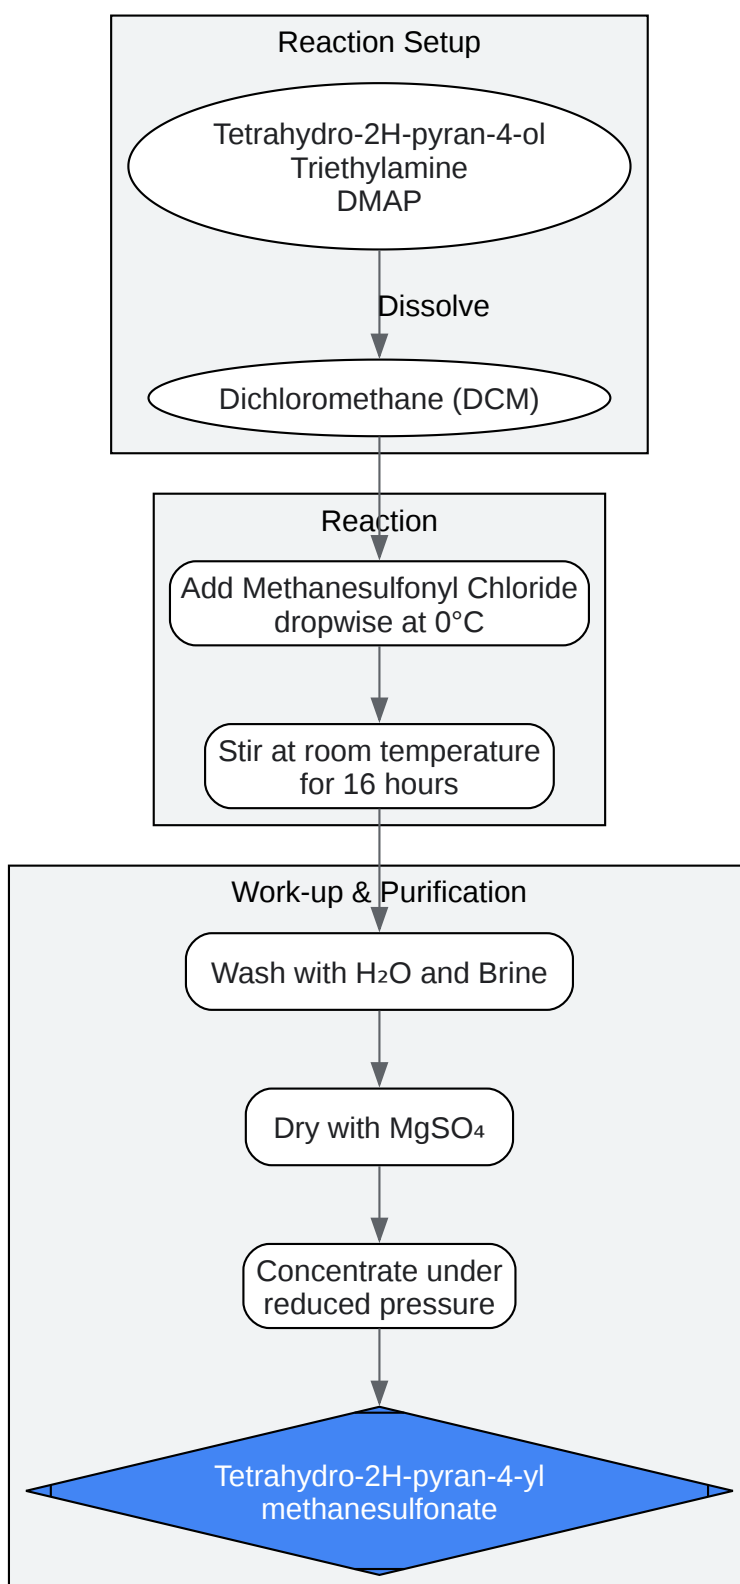 Reaction Setup
Tetrahydro-2H-pyran-4-ol
Triethylamine
DMAP
Dissolve
Dichloromethane (DCM)
Reaction
Add Methanesulfonyl Chloride
dropwise at 0°C
Stir at room temperature
for 16 hours
Work-up & Purification
Wash with H₂O and Brine
Dry with MgSO₄
Concentrate under
reduced pressure
Tetrahydro-2H-pyran-4-yl
methanesulfonate